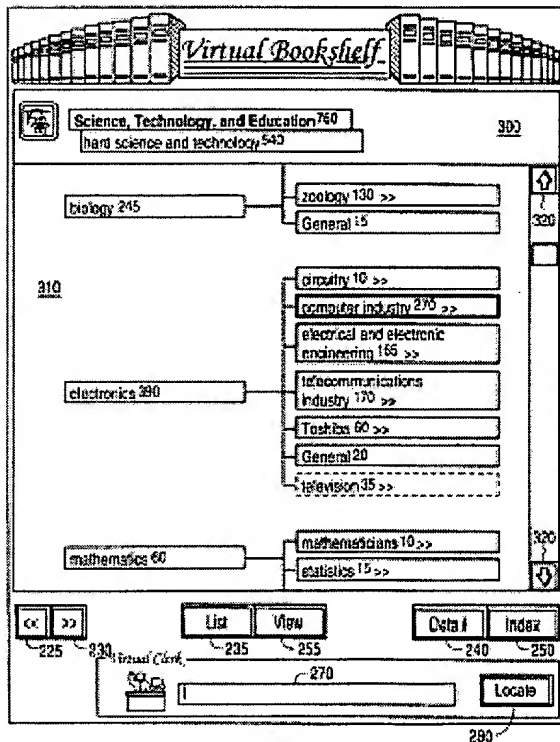 Virtual Bookshelf
Science, Technology, and Education 760
hard science and technology 540
300
biology 245
zoology 130 >>
General 15
320
310
circuitry 10 >>
computer industry 270 >>
electrical and electronic
engineering 165 >>
electronics 390
telecommunications
industry 170 >>
Toshiba 60 >>
General 20
television 35 >>
320
mathematics 60
mathematicians 10 >>
statistics 15 >>
<< >> List View Detail Index
225 230 235 255 240 250
Virtual Clerk
270
Locate
280